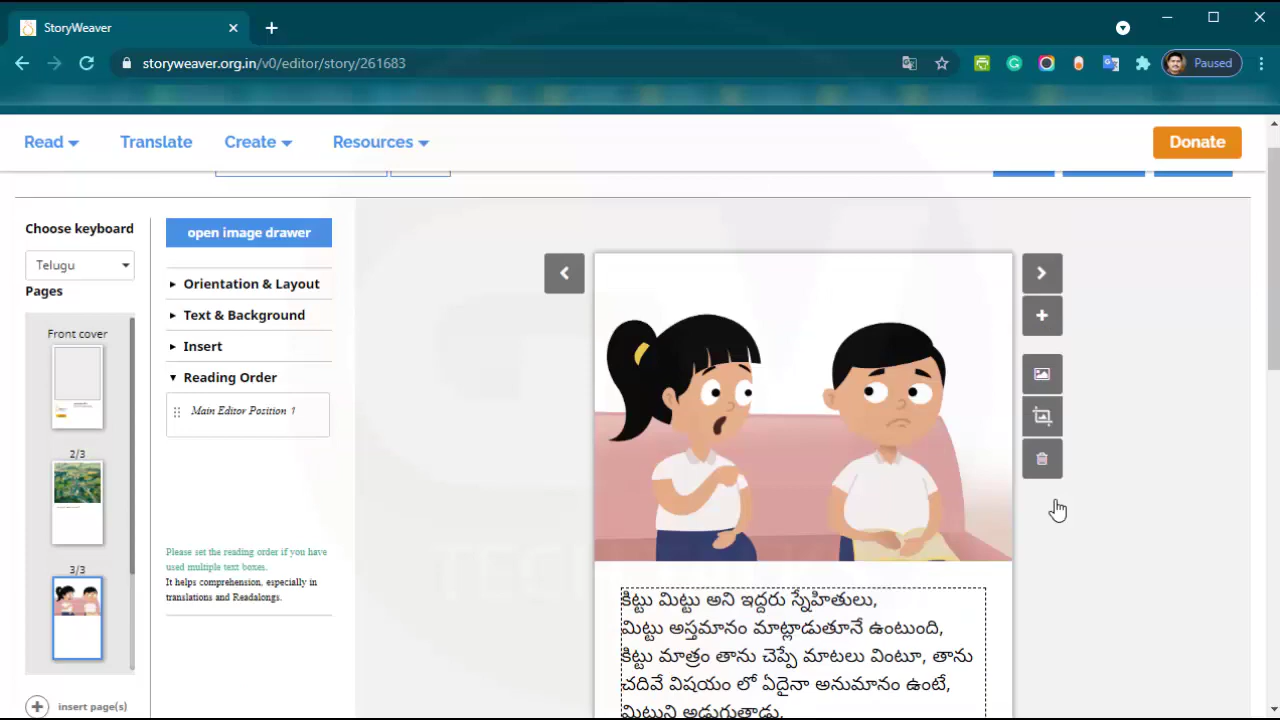 StoryWeaver
storyweaver.org.in/v0/editor/story/261683
Paused
Read
Translate
Create
Resources
Donate
Choose keyboard
Telugu
Pages
Front cover
2/3
3/3
insert page(s)
open image drawer
Orientation & Layout
Text & Background
Insert
Reading Order
Main Editor Position 1
Please set the reading order if you have
used multiple text boxes.
It helps comprehension, especially in
translations and Readalongs.
కిట్టు మిట్టు అని ఇద్దరు స్నేహితులు,
మిట్టు అస్తమానం మాట్లాడుతూనే ఉంటుంది,
కిట్టు మాత్రం తాను చెప్పే మాటలు వింటూ, తాను
చదివే విషయం లో ఏదైనా అనుమానం ఉంటే,
మిట్టుని అడుగుతాడు.